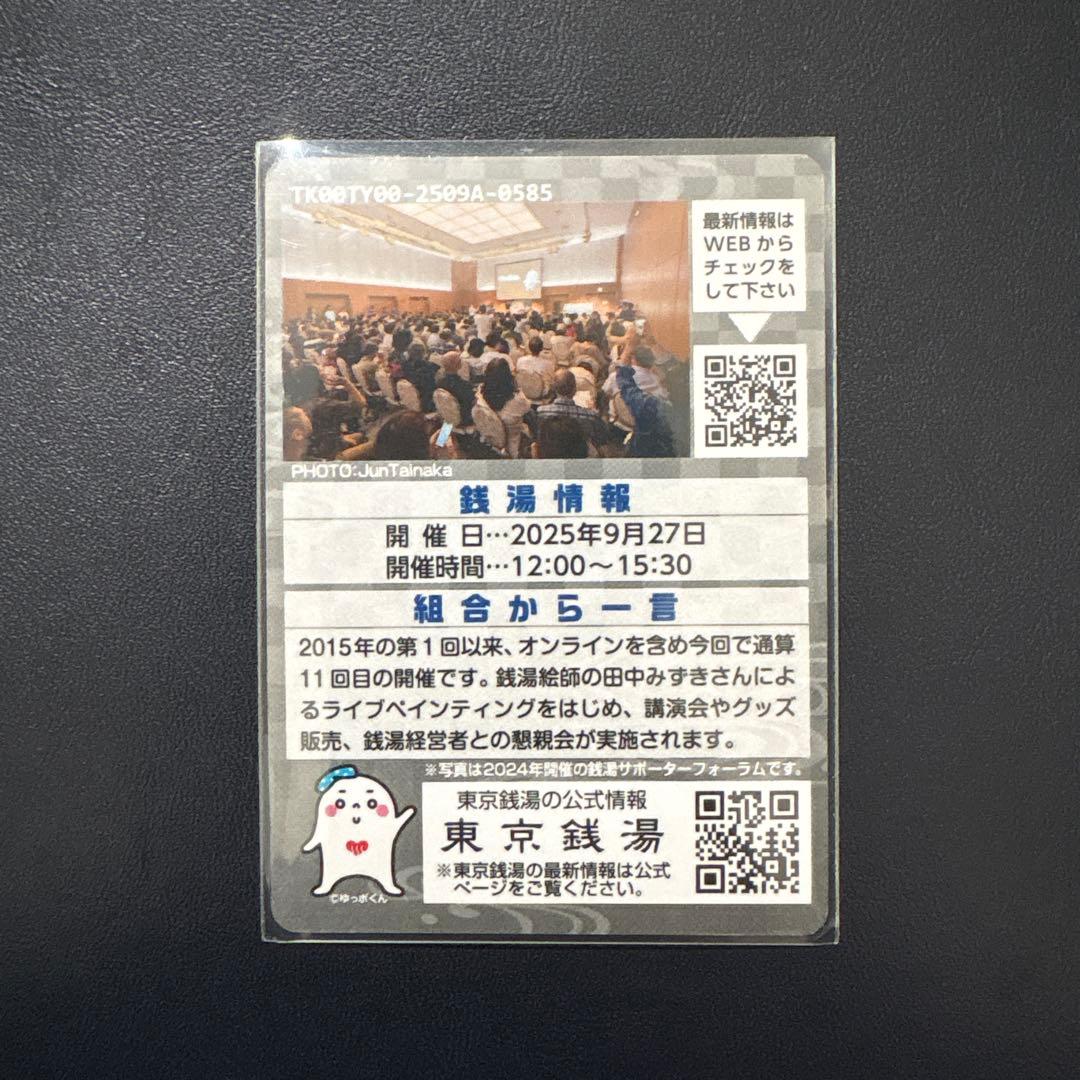 TK00TY00-2509A-0585
最新情報は
WEBから
チェックを
して下さい
PHOTO:JunTainaka
銭湯情報
開催日…2025年9月27日
開催時間…12:00～15:30
組合から一言
2015年の第1回以来、オンラインを含め今回で通算
11回目の開催です。銭湯絵師の田中みずきさんによ
るライブペインティングをはじめ、講演会やグッズ
販売、銭湯経営者との懇親会が実施されます。
※写真は2024年開催の銭湯サポーターフォーラムです。
東京銭湯の公式情報
東京銭湯
※東京銭湯の最新情報は公式
ページをご覧ください。
©ゆっポくん